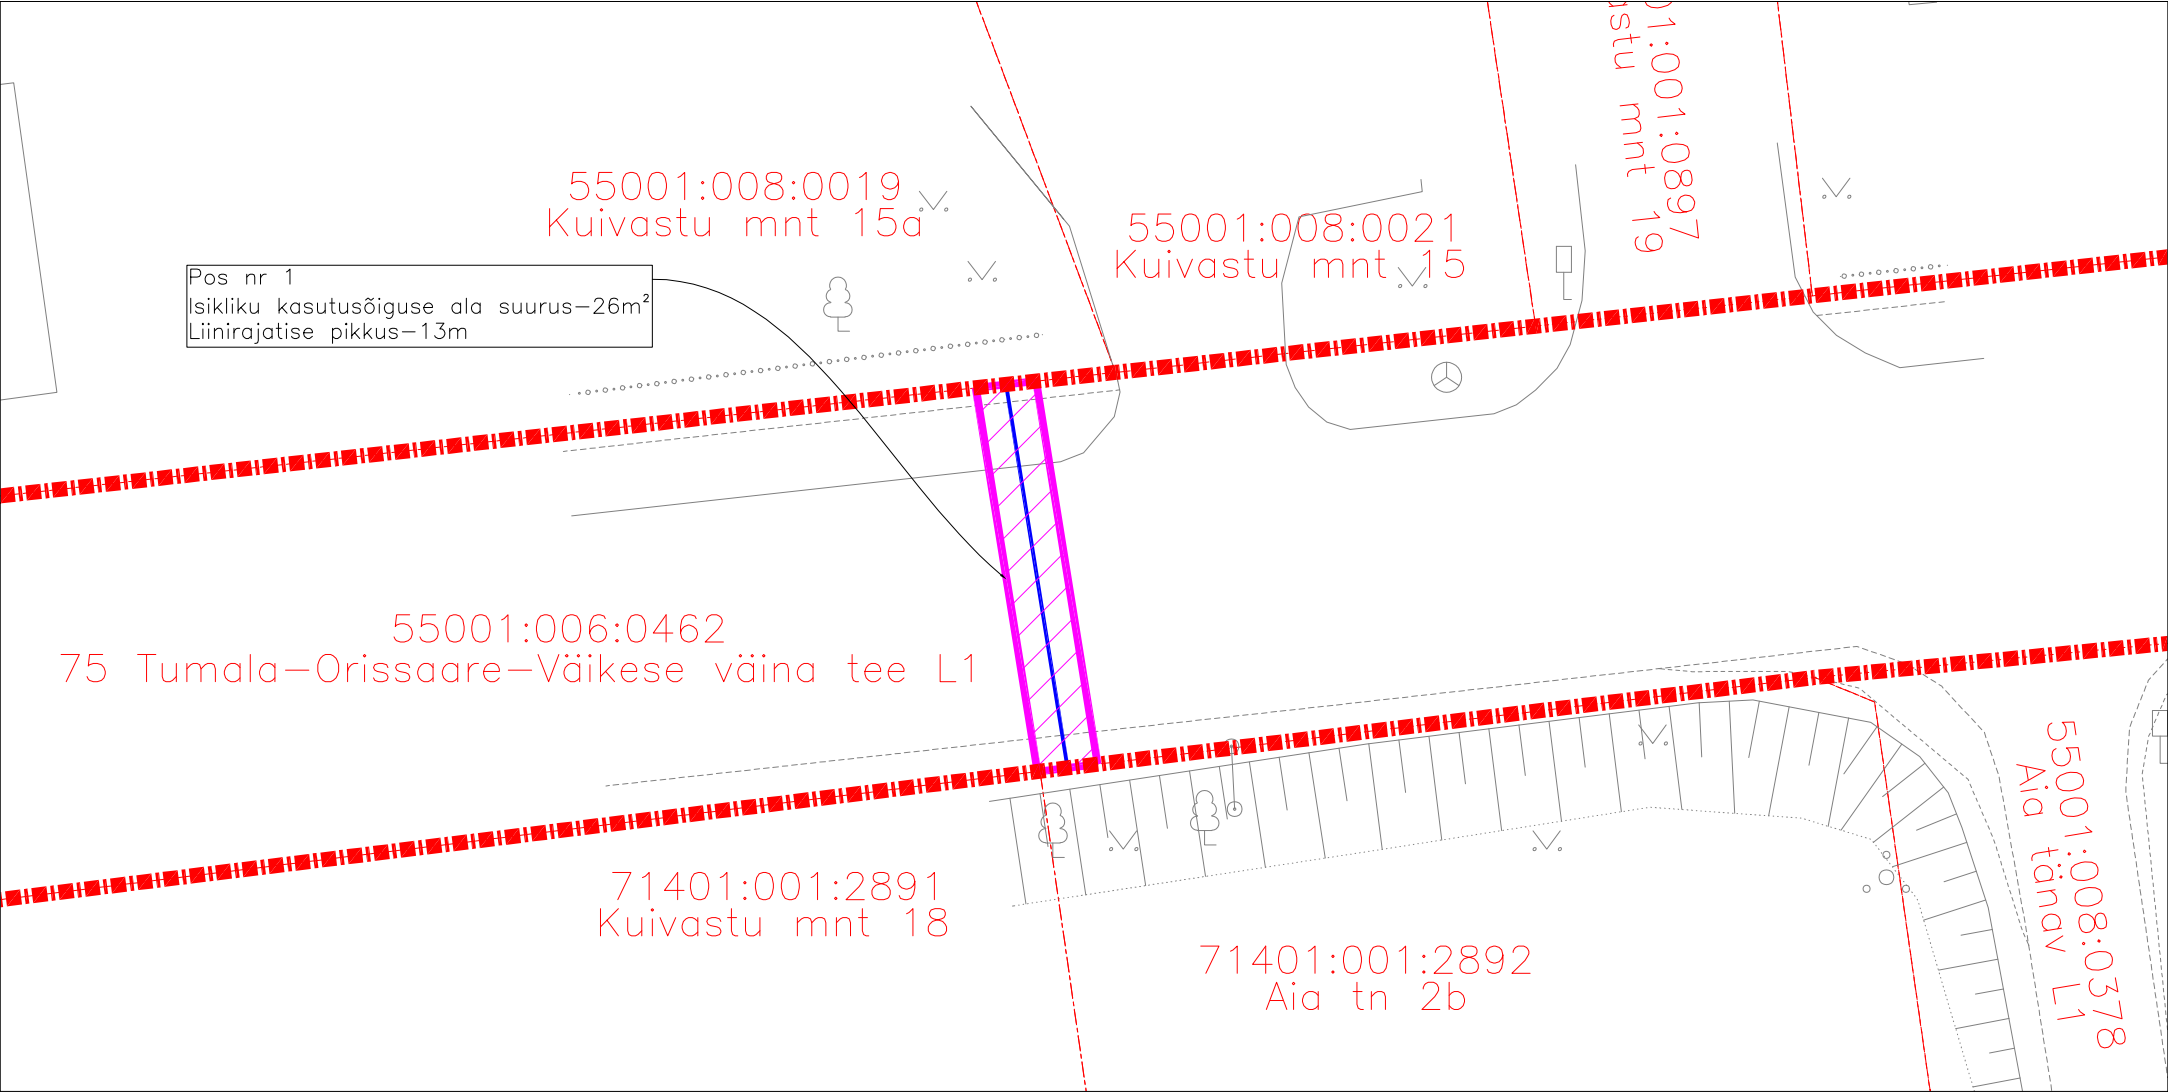 01:001:0897
astu mnt 19
55001:008:0019
Kuivastu mnt 15a
55001:008:0021
Kuivastu mnt 15
Pos nr 1
Isikliku kasutusõiguse ala suurus-26m²
Liinirajatise pikkus-13m
55001:006:0462
75 Tumala-Orissaare-Väikese väina tee L1
55001:008:0378
Aia tänav L1
71401:001:2891
Kuivastu mnt 18
71401:001:2892
Aia tn 2b